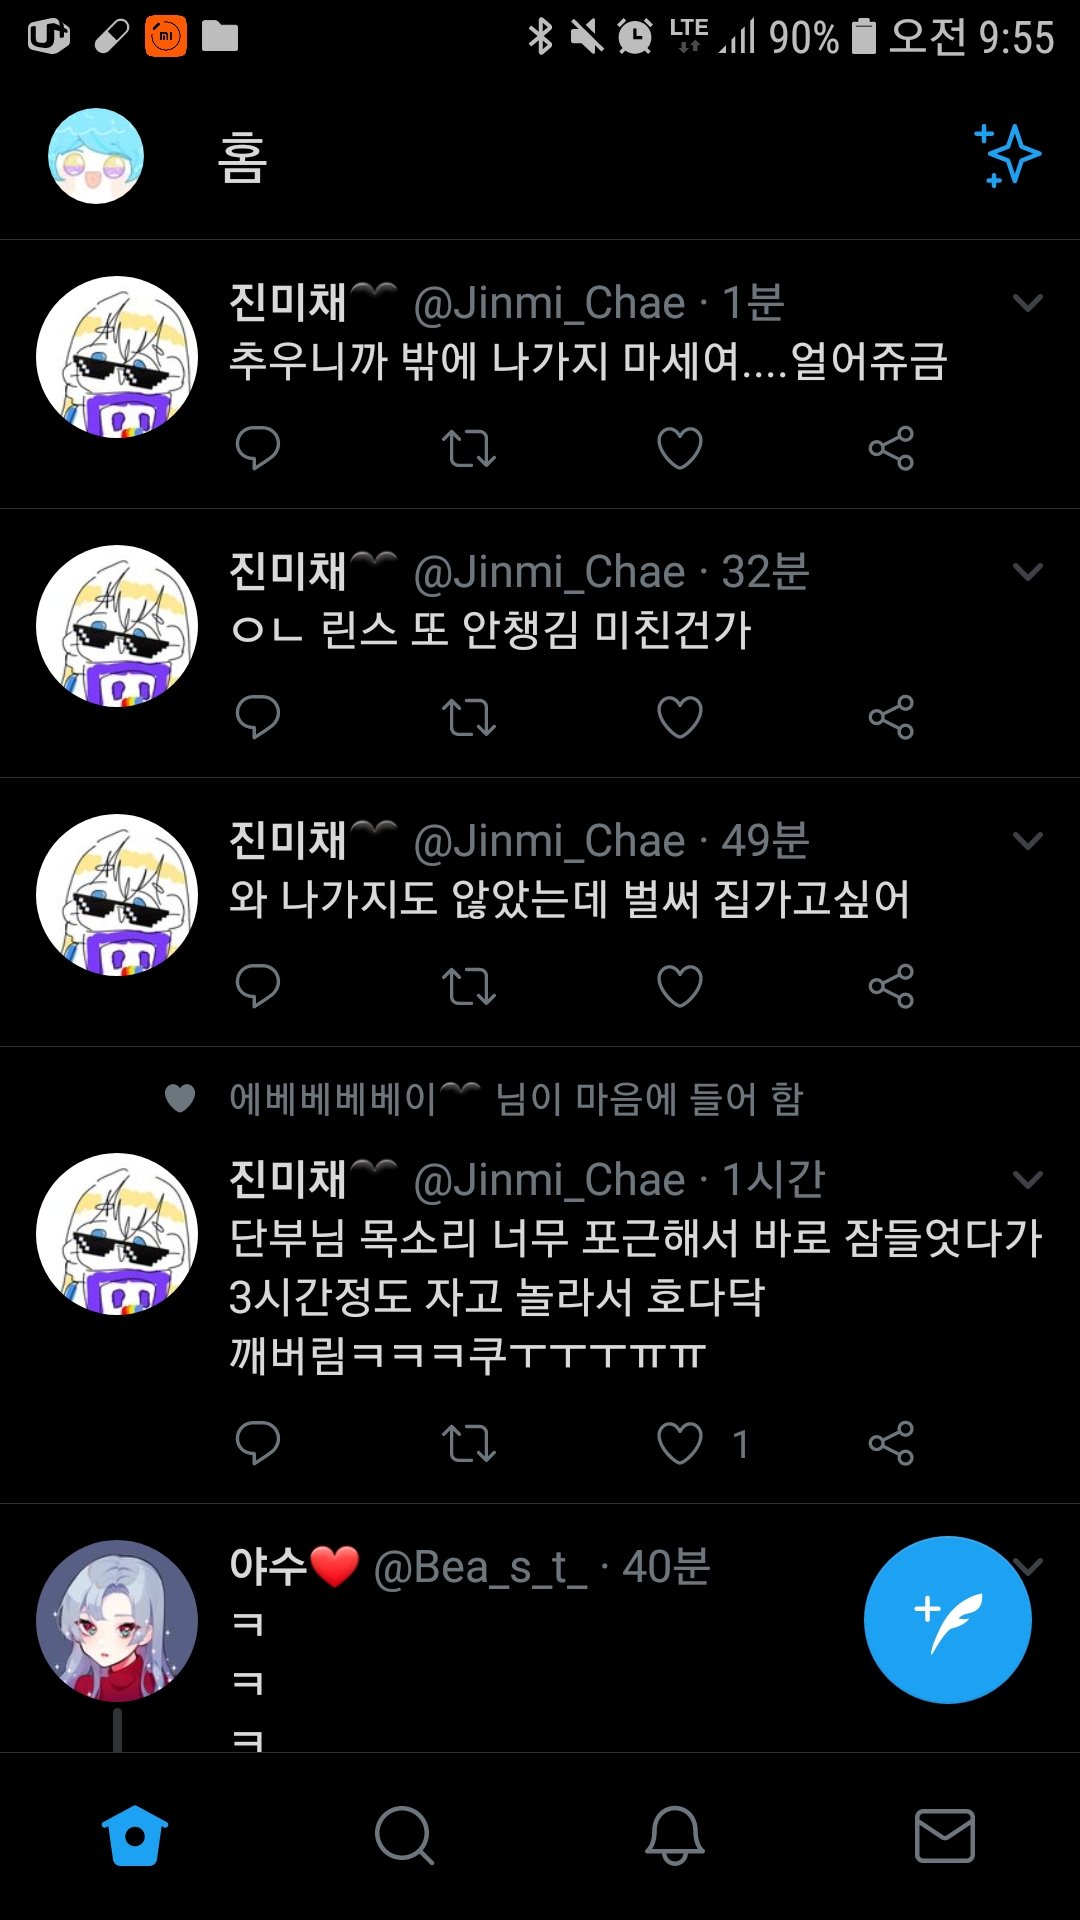 U+ LTE 90% 오전 9:55
홈
진미채 @Jinmi_Chae · 1분
추우니까 밖에 나가지 마세여....얼어쥬금
진미채 @Jinmi_Chae · 32분
ㅇㄴ 린스 또 안챙김 미친건가
진미채 @Jinmi_Chae · 49분
와 나가지도 않았는데 벌써 집가고싶어
에베베베베이 님이 마음에 들어 함
진미채 @Jinmi_Chae · 1시간
단부님 목소리 너무 포근해서 바로 잠들엇다가
3시간정도 자고 놀라서 호다닥
깨버림ㅋㅋㅋ쿠ㅜㅜㅜㅠㅠ
1
야수❤️ @Bea_s_t_ · 40분
ㅋ
ㅋ
ㅋ